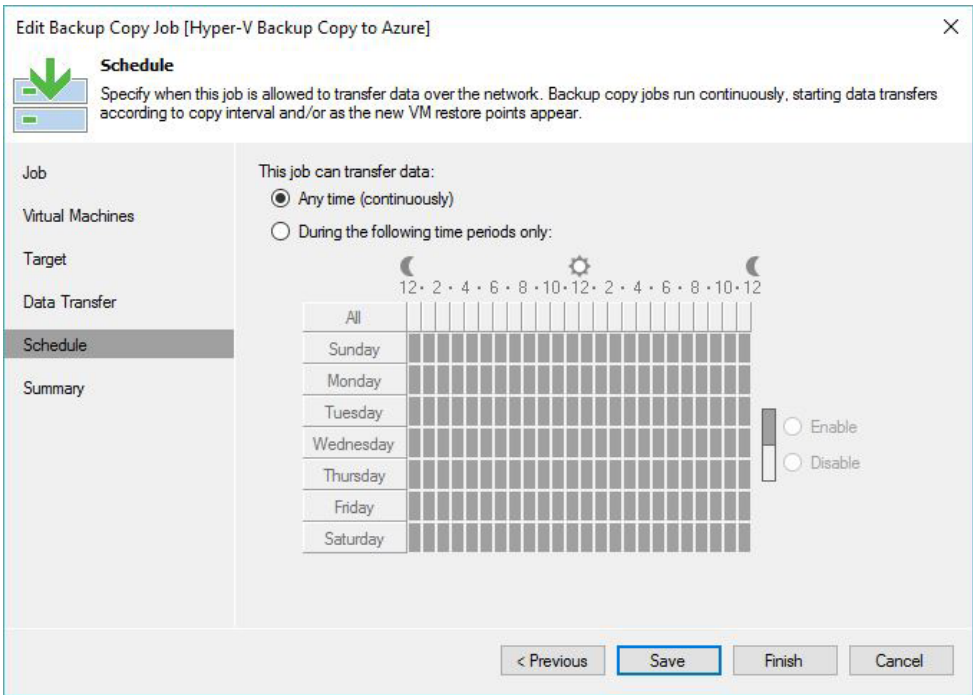 Edit Backup Copy Job [Hyper-V Backup Copy to Azure]
Schedule
Specify when this job is allowed to transfer data over the network. Backup copy jobs run continuously, starting data transfers
according to copy interval and/or as the new VM restore points appear.
Job
Virtual Machines
Target
Data Transfer
Schedule
Summary
This job can transfer data:
Any time (continuously)
During the following time periods only:
12 · 2 · 4 · 6 · 8 · 10 · 12 · 2 · 4 · 6 · 8 · 10 · 12
All
Sunday
Monday
Tuesday
Wednesday
Thursday
Friday
Saturday
Enable
Disable
< Previous
Save
Finish
Cancel